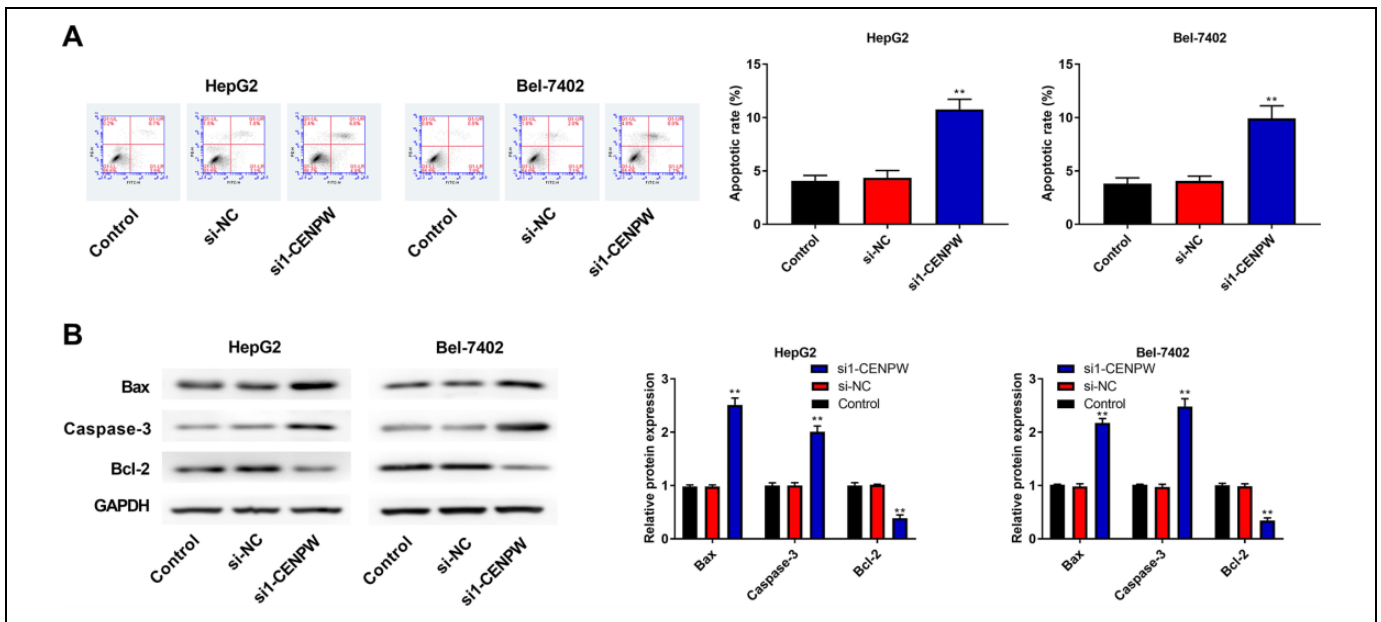 A
HepG2
Bel-7402
Control
si-NC
si1-CENPW
Control
si-NC
si1-CENPW
HepG2
Apoptotic rate (%)
15
10
5
0
**
Control
si-NC
si1-CENPW
Bel-7402
Apoptotic rate (%)
15
10
5
0
**
Control
si-NC
si1-CENPW
B
HepG2
Bel-7402
Bax
Caspase-3
Bcl-2
GAPDH
Control
si-NC
si1-CENPW
Control
si-NC
si1-CENPW
HepG2
si1-CENPW
si-NC
Control
Relative protein expression
3
2
1
0
**
**
**
Bax
Caspase-3
Bcl-2
Bel-7402
si1-CENPW
si-NC
Control
Relative protein expression
3
2
1
0
**
**
**
Bax
Caspase-3
Bcl-2